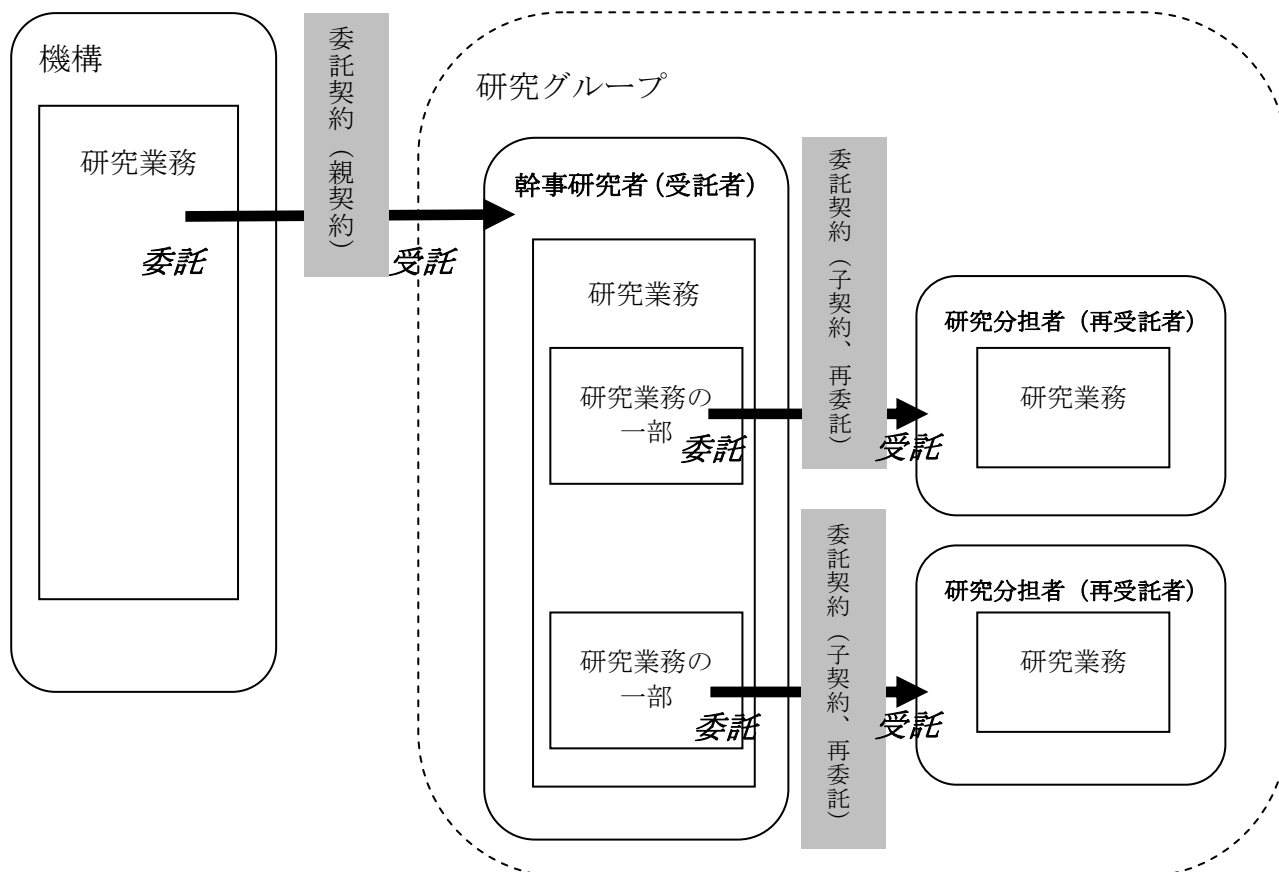 機構
研究業務
委託
委託契約(親契約)
受託
研究グループ
幹事研究者(受託者)
研究業務
研究業務の
一部
委託
委託契約(子契約、再委託)
受託
研究分担者(再受託者)
研究業務
研究業務の
一部
委託
委託契約(子契約、再委託)
受託
研究分担者(再受託者)
研究業務